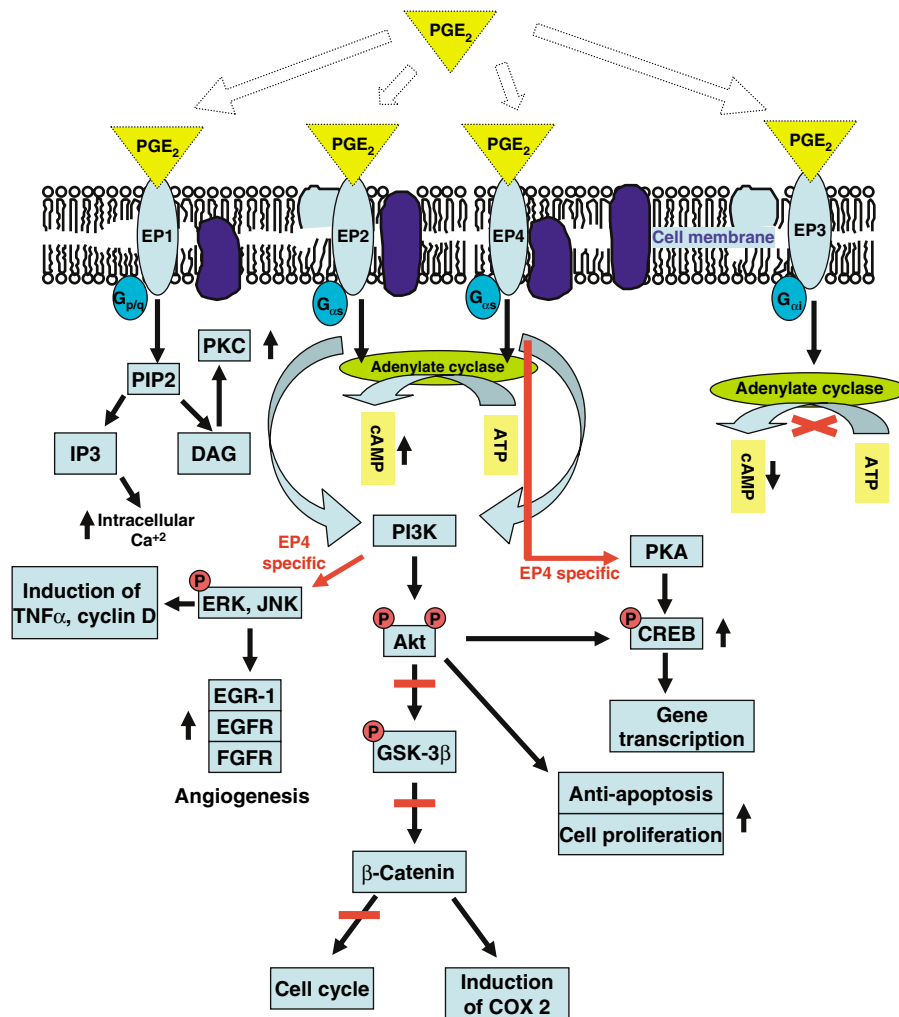 PGE₂
PGE₂
PGE₂
PGE₂
PGE₂
EP1
EP2
EP4
Cell membrane
EP3
Gp/q
Gαs
Gαs
Gαi
PKC
PIP2
IP3
DAG
Intracellular
Ca⁺²
Adenylate cyclase
cAMP
ATP
Adenylate cyclase
cAMP
ATP
PI3K
EP4
specific
EP4 specific
PKA
Induction of
TNFα, cyclin D
P
ERK, JNK
P
P
Akt
P
CREB
EGR-1
EGFR
FGFR
Angiogenesis
P
GSK-3β
Gene
transcription
Anti-apoptosis
Cell proliferation
β-Catenin
Cell cycle
Induction
of COX 2